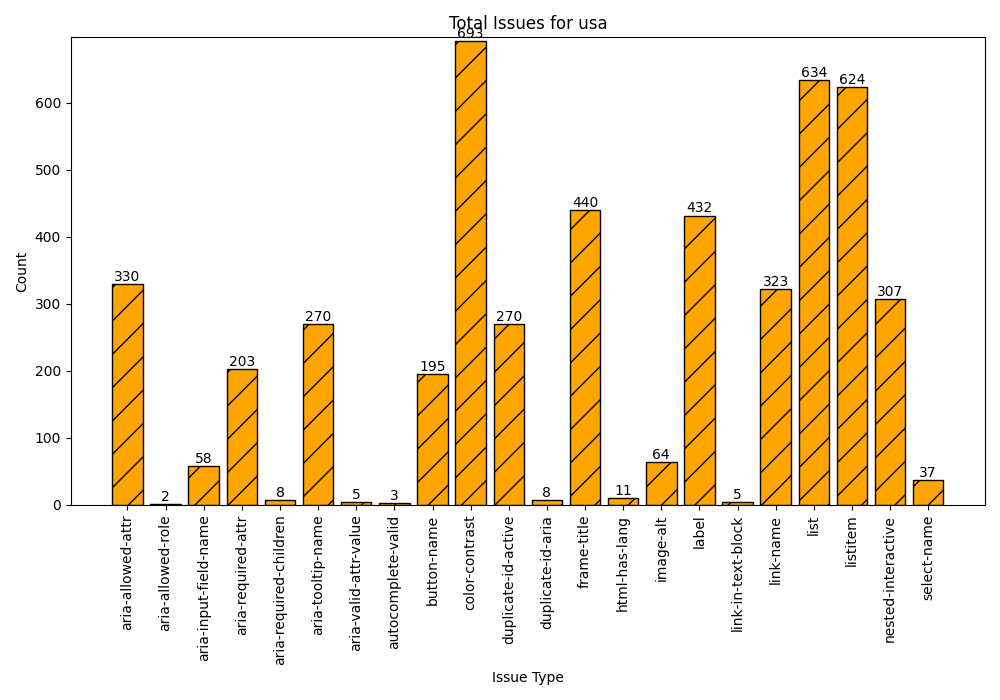 Total Issues for usa
693
634
624
600
500
440
432
400
330
323
307
300
270
270
203
195
200
100
58
64
37
2
8
5
3
8
11
5
0
Count
aria-allowed-attr
aria-allowed-role
aria-input-field-name
aria-required-attr
aria-required-children
aria-tooltip-name
aria-valid-attr-value
autocomplete-valid
button-name
color-contrast
duplicate-id-active
duplicate-id-aria
frame-title
html-has-lang
image-alt
label
link-in-text-block
link-name
list
listitem
nested-interactive
select-name
Issue Type